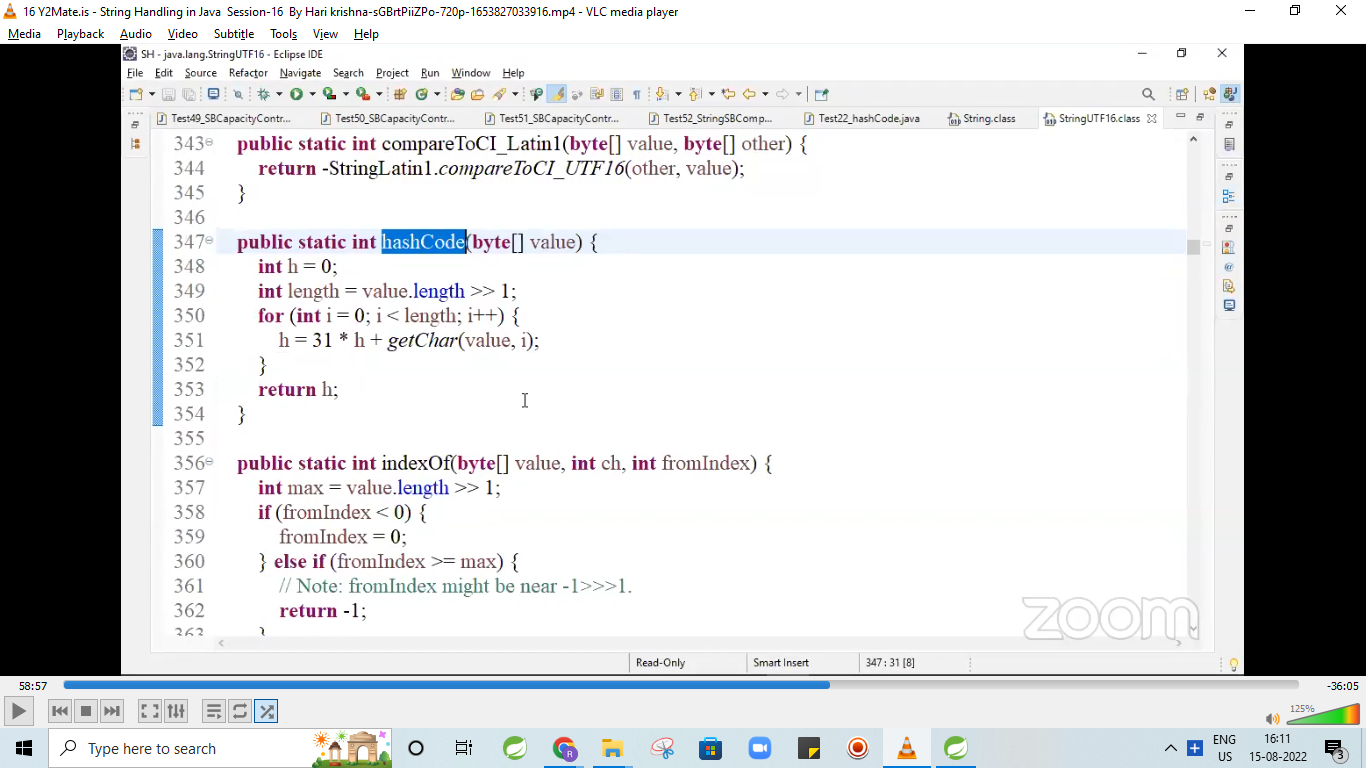 16 Y2Mate.is - String Handling in Java  Session-16  By Hari krishna-sGBrtPiiZPo-720p-1653827033916.mp4 - VLC media player
Media Playback Audio Video Subtitle Tools View Help
SH - java.lang.StringUTF16 - Eclipse IDE
File Edit Source Refactor Navigate Search Project Run Window Help
Test49_SBCapacityContr... Test50_SBCapacityContr... Test51_SBCapacityContr... Test52_StringSBComp... Test22_hashCode.java String.class StringUTF16.class
343 public static int compareToCI_Latin1(byte[] value, byte[] other) {
344 return -StringLatin1.compareToCI_UTF16(other, value);
345 }
346
347 public static int hashCode(byte[] value) {
348 int h = 0;
349 int length = value.length >> 1;
350 for (int i = 0; i < length; i++) {
351 h = 31 * h + getChar(value, i);
352 }
353 return h;
354 }
355
356 public static int indexOf(byte[] value, int ch, int fromIndex) {
357 int max = value.length >> 1;
358 if (fromIndex < 0) {
359 fromIndex = 0;
360 } else if (fromIndex >= max) {
361 // Note: fromIndex might be near -1>>>1.
362 return -1;
363 }
zoom
Read-Only Smart Insert 347 : 31 [8]
58:57 -36:05
125%
Type here to search
ENG 16:11
US 15-08-2022 3